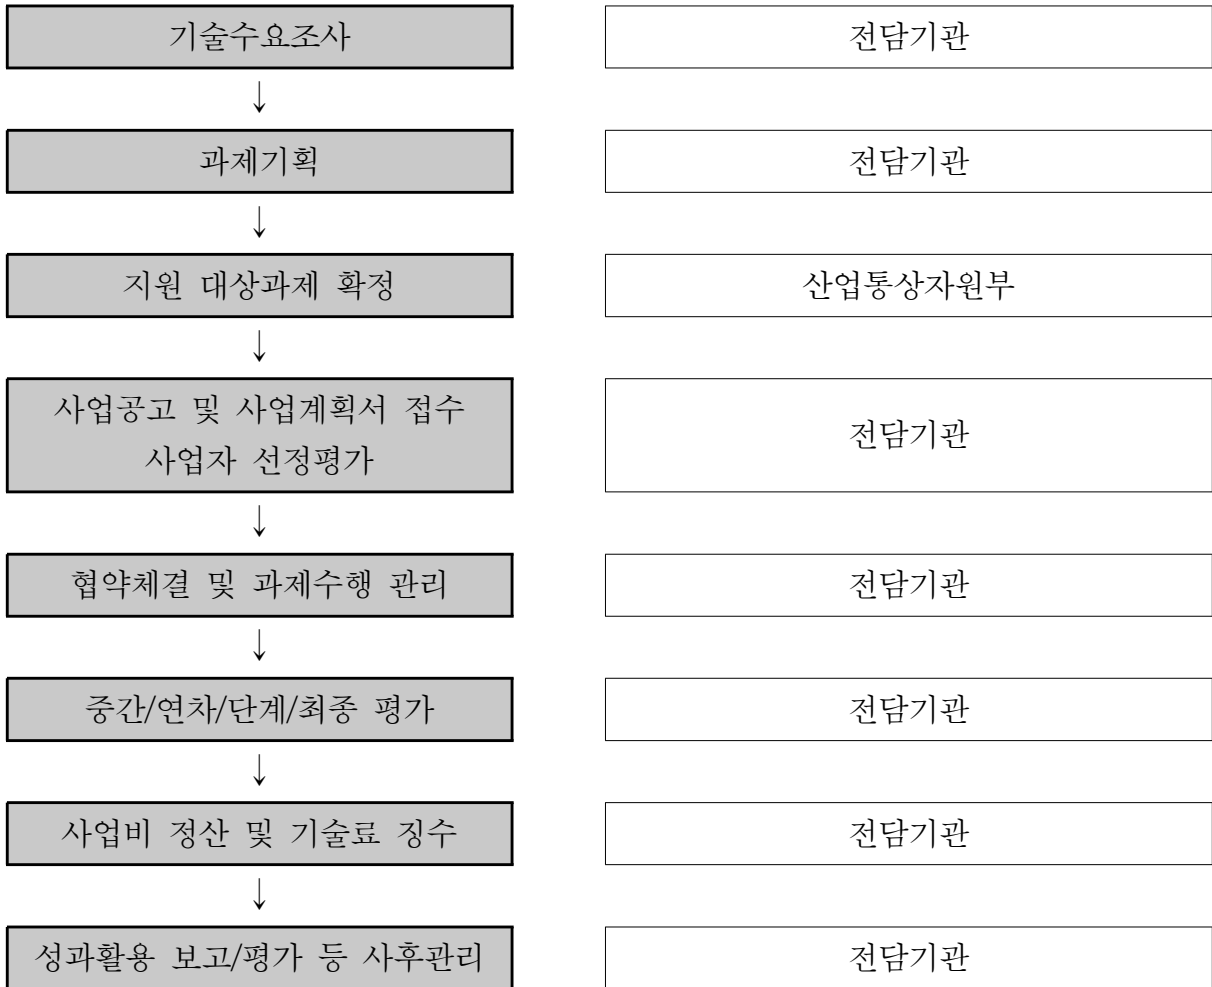 기술수요조사 전담기관
↓
과제기획 전담기관
↓
지원 대상과제 확정 산업통상자원부
↓
사업공고 및 사업계획서 접수
사업자 선정평가
전담기관
↓
협약체결 및 과제수행 관리 전담기관
↓
중간/연차/단계/최종 평가 전담기관
↓
사업비 정산 및 기술료 징수 전담기관
↓
성과활용 보고/평가 등 사후관리 전담기관